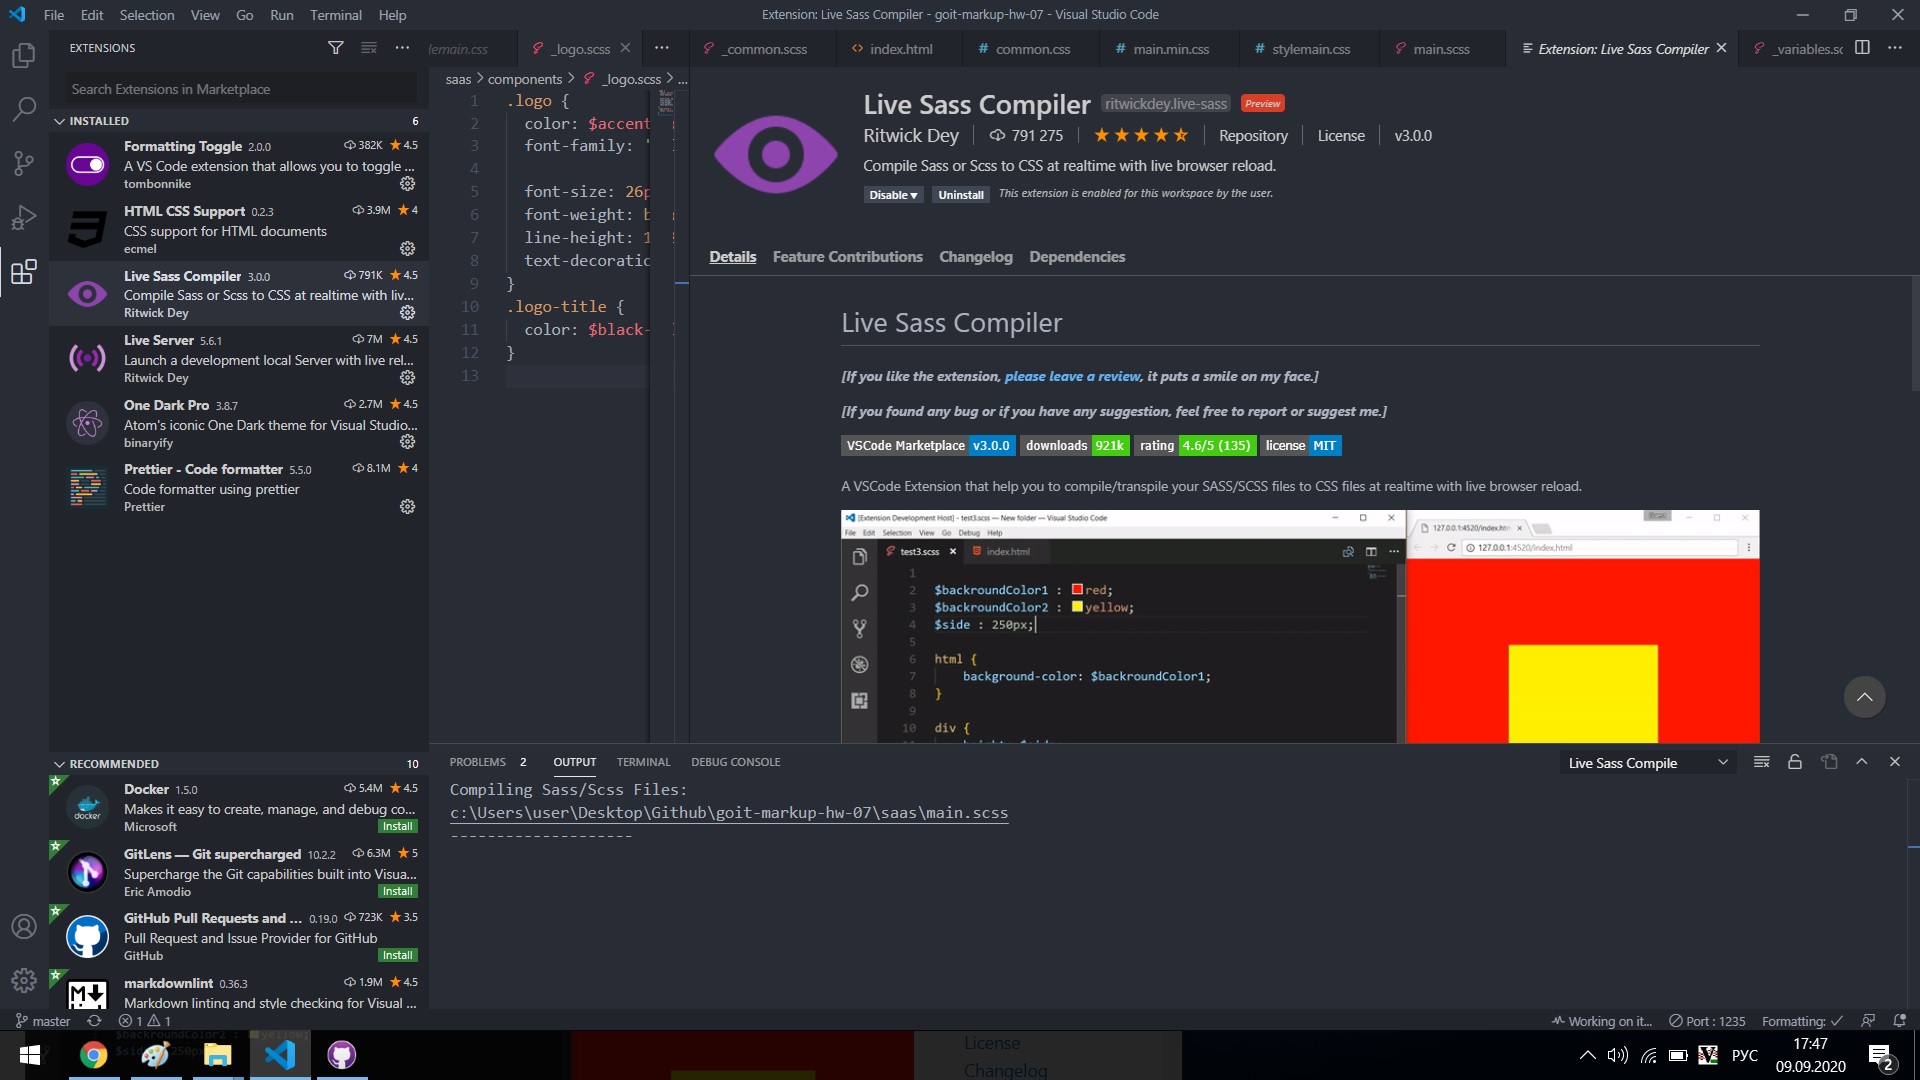 File Edit Selection View Go Run Terminal Help
Extension: Live Sass Compiler - goit-markup-hw-07 - Visual Studio Code
EXTENSIONS
Search Extensions in Marketplace
INSTALLED 6
Formatting Toggle 2.0.0 382K 4.5
A VS Code extension that allows you to toggle ...
tombonnike
HTML CSS Support 0.2.3 3.9M 4
CSS support for HTML documents
ecmel
Live Sass Compiler 3.0.0 791K 4.5
Compile Sass or Scss to CSS at realtime with liv...
Ritwick Dey
Live Server 5.6.1 7M 4.5
Launch a development local Server with live rel...
Ritwick Dey
One Dark Pro 3.8.7 2.7M 4.5
Atom's iconic One Dark theme for Visual Studio...
binaryify
Prettier - Code formatter 5.5.0 8.1M 4
Code formatter using prettier
Prettier
RECOMMENDED 10
Docker 1.5.0 5.4M 4.5
Makes it easy to create, manage, and debug co...
Microsoft Install
GitLens — Git supercharged 10.2.2 6.3M 5
Supercharge the Git capabilities built into Visua...
Eric Amodio Install
GitHub Pull Requests and ... 0.19.0 723K 3.5
Pull Request and Issue Provider for GitHub
GitHub Install
markdownlint 0.36.3 1.9M 4.5
Markdown linting and style checking for Visual ...
lemain.css _logo.scss ...
saas > components > _logo.scss > ...
1 .logo {
2 color: $accent
3 font-family: '
4
5 font-size: 26p
6 font-weight: b
7 line-height: 1
8 text-decoratio
9 }
10 .logo-title {
11 color: $black-
12 }
13
_common.scss index.html common.css main.min.css stylemain.css main.scss Extension: Live Sass Compiler _variables.sc
Live Sass Compiler ritwickdey.live-sass Preview
Ritwick Dey 791 275 Repository License v3.0.0
Compile Sass or Scss to CSS at realtime with live browser reload.
Disable Uninstall This extension is enabled for this workspace by the user.
Details Feature Contributions Changelog Dependencies
Live Sass Compiler
[If you like the extension, please leave a review, it puts a smile on my face.]
[If you found any bug or if you have any suggestion, feel free to report or suggest me.]
VSCode Marketplace v3.0.0 downloads 921k rating 4.6/5 (135) license MIT
A VSCode Extension that help you to compile/transpile your SASS/SCSS files to CSS files at realtime with live browser reload.
[Extension Development Host] - test3.scss — New folder — Visual Studio Code
File Edit Selection View Go Debug Help
test3.scss index.html
1
2 $backroundColor1 : red;
3 $backroundColor2 : yellow;
4 $side : 250px;
5
6 html {
7 background-color: $backroundColor1;
8 }
9
10 div {
127.0.0.1:4520/index.htm
127.0.0.1:4520/index.html
PROBLEMS 2 OUTPUT TERMINAL DEBUG CONSOLE
Live Sass Compile
Compiling Sass/Scss Files:
c:\Users\user\Desktop\Github\goit-markup-hw-07\saas\main.scss
--------------------
master 1 1
Working on it... Port : 1235 Formatting:
$backroundColor2 : yellow;
$side : 250px
License
Changelog
РУС
17:47
09.09.2020
2